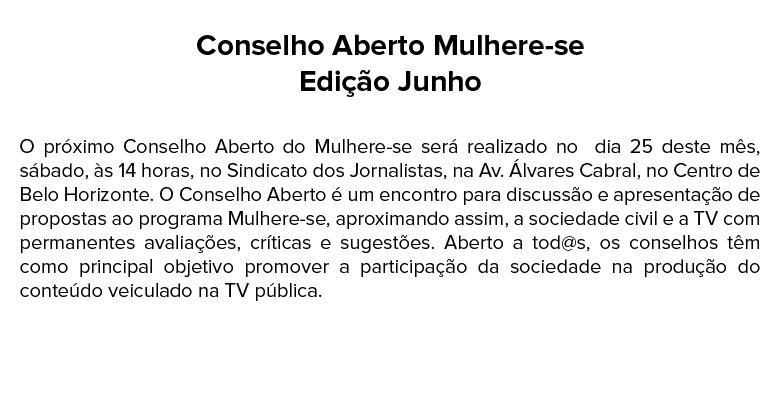 Conselho Aberto Mulhere-se
Edição Junho
O próximo Conselho Aberto do Mulhere-se será realizado no  dia 25 deste mês,
sábado, às 14 horas, no Sindicato dos Jornalistas, na Av. Álvares Cabral, no Centro de
Belo Horizonte. O Conselho Aberto é um encontro para discussão e apresentação de
propostas ao programa Mulhere-se, aproximando assim, a sociedade civil e a TV com
permanentes avaliações, críticas e sugestões. Aberto a tod@s, os conselhos têm
como principal objetivo promover a participação da sociedade na produção do
conteúdo veiculado na TV pública.